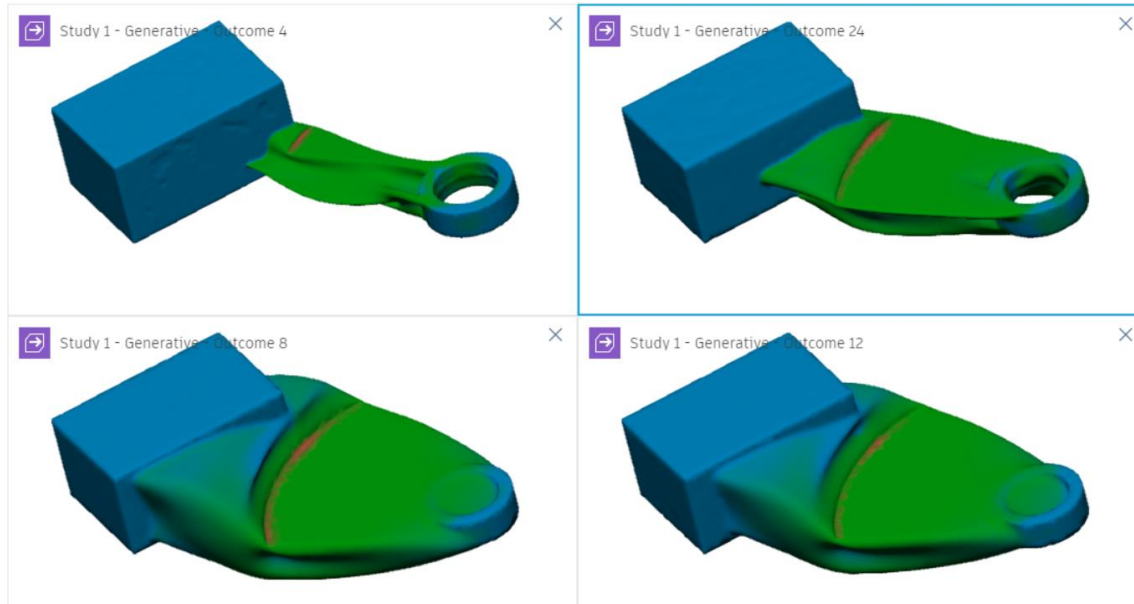 Study 1 - Generative - Outcome 4
Study 1 - Generative - Outcome 24
Study 1 - Generative - Outcome 8
Study 1 - Generative - Outcome 12